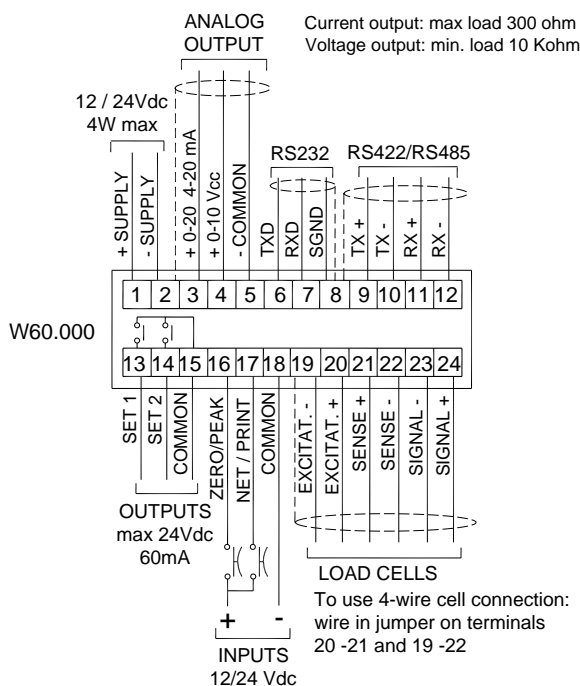 ANALOG
OUTPUT
Current output: max load 300 ohm
Voltage output: min. load 10 Kohm
12 / 24Vdc
4W max
RS232
RS422/RS485
+ SUPPLY
- SUPPLY
+ 0-20 4-20 mA
+ 0-10 Vcc
- COMMON
TXD
RXD
SGND
TX +
TX -
RX +
RX -
1 2 3 4 5 6 7 8 9 10 11 12
W60.000
13 14 15 16 17 18 19 20 21 22 23 24
SET 1
SET 2
COMMON
ZERO/PEAK
NET / PRINT
COMMON
EXCITAT. -
EXCITAT. +
SENSE +
SENSE -
SIGNAL -
SIGNAL +
OUTPUTS
max 24Vdc
60mA
+ -
INPUTS
12/24 Vdc
LOAD CELLS
To use 4-wire cell connection:
wire in jumper on terminals
20 -21 and 19 -22